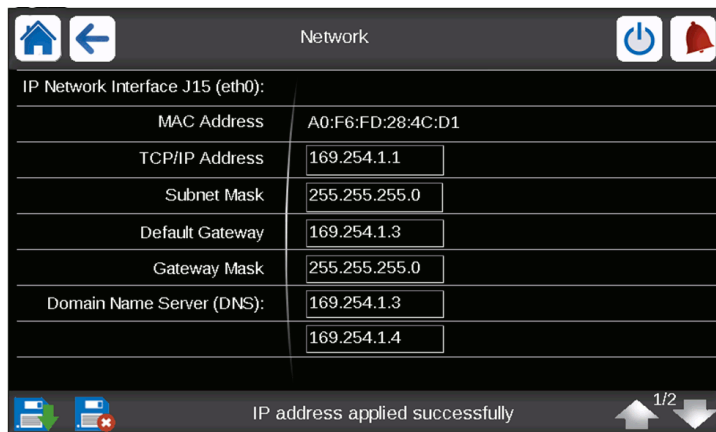 Network
IP Network Interface J15 (eth0):
MAC Address A0:F6:FD:28:4C:D1
TCP/IP Address 169.254.1.1
Subnet Mask 255.255.255.0
Default Gateway 169.254.1.3
Gateway Mask 255.255.255.0
Domain Name Server (DNS): 169.254.1.3
169.254.1.4
IP address applied successfully
1/2